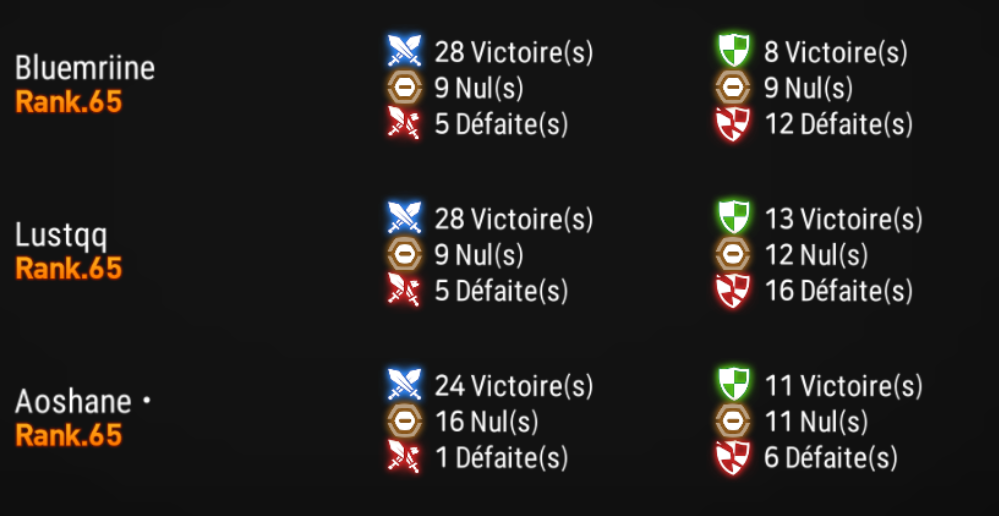 Bluemriine
Rank.65
28 Victoire(s)
9 Nul(s)
5 Défaite(s)
8 Victoire(s)
9 Nul(s)
12 Défaite(s)
Lustqq
Rank.65
28 Victoire(s)
9 Nul(s)
5 Défaite(s)
13 Victoire(s)
12 Nul(s)
16 Défaite(s)
Aoshane •
Rank.65
24 Victoire(s)
16 Nul(s)
1 Défaite(s)
11 Victoire(s)
11 Nul(s)
6 Défaite(s)